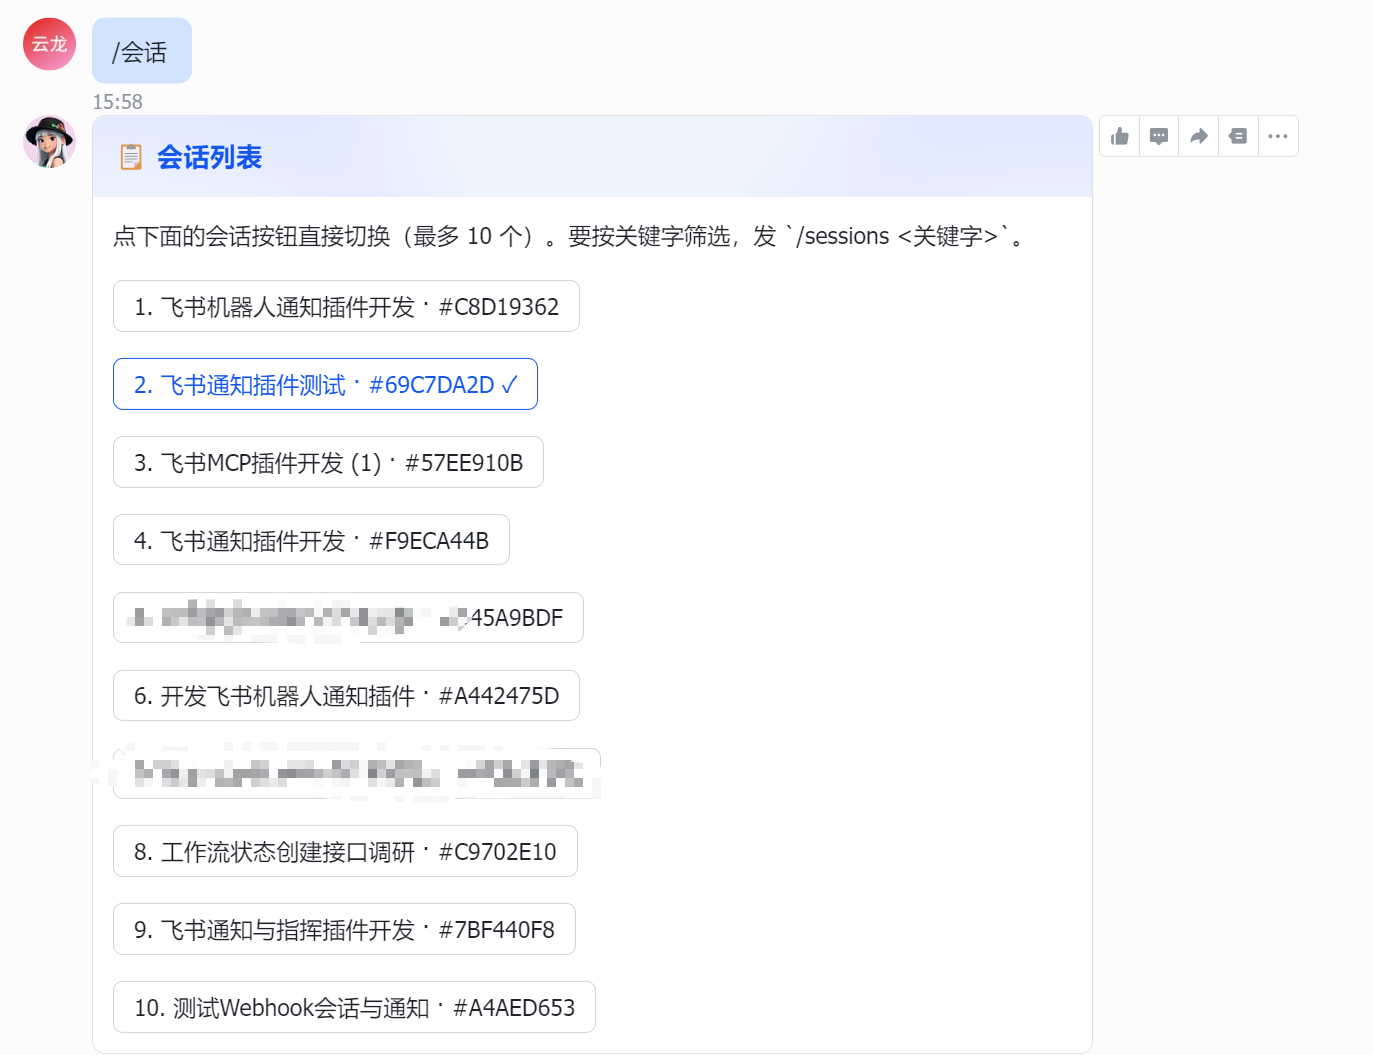 云龙
/会话
15:58
会话列表
点下面的会话按钮直接切换（最多 10 个）。要按关键字筛选，发 `/sessions <关键字>`。
1. 飞书机器人通知插件开发 · #C8D19362
2. 飞书通知插件测试 · #69C7DA2D ✓
3. 飞书MCP插件开发 (1) · #57EE910B
4. 飞书通知插件开发 · #F9ECA44B
45A9BDF
6. 开发飞书机器人通知插件 · #A442475D
8. 工作流状态创建接口调研 · #C9702E10
9. 飞书通知与指挥插件开发 · #7BF440F8
10. 测试Webhook会话与通知 · #A4AED653